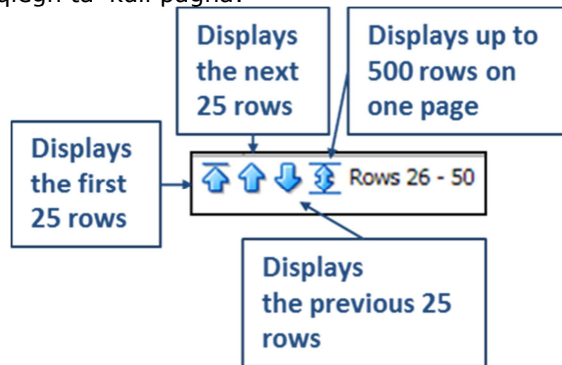 Displays
the next
25 rows
Displays up to
500 rows on
one page
Displays
the first
25 rows
Rows 26 - 50
Displays
the previous 25
rows